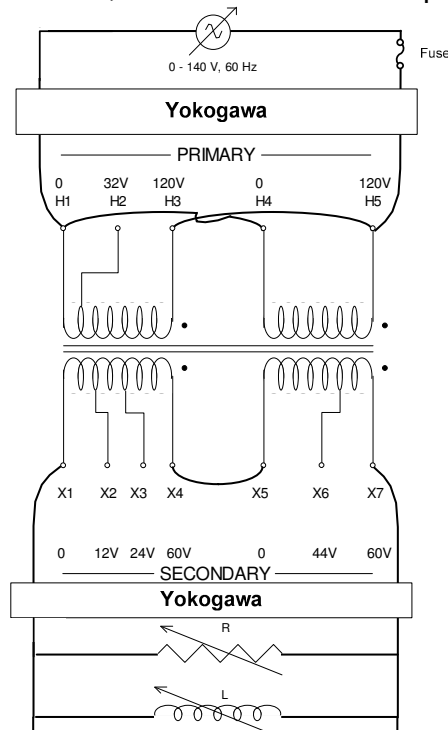 0 - 140 V, 60 Hz
Fuse
Yokogawa
PRIMARY
0 32V 120V 0 120V
H1 H2 H3 H4 H5
X1 X2 X3 X4 X5 X6 X7
0 12V 24V 60V 0 44V 60V
SECONDARY
Yokogawa
R
L